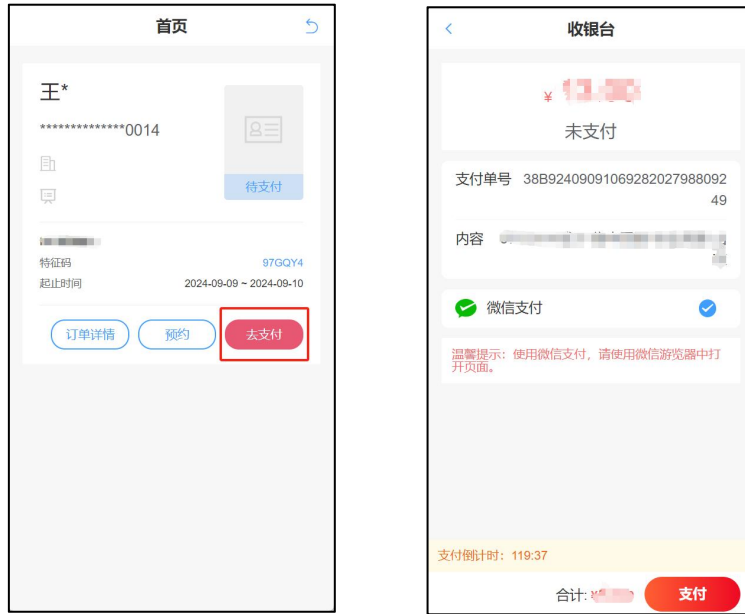 首页
王*
**************0014
待支付
特征码
97GQY4
起止时间
2024-09-09 ~ 2024-09-10
订单详情
预约
去支付
收银台
¥
未支付
支付单号
38B92409091069282027988092
49
内容
微信支付
温馨提示：使用微信支付，请使用微信游览器中打
开页面。
支付倒计时：119:37
合计:
支付